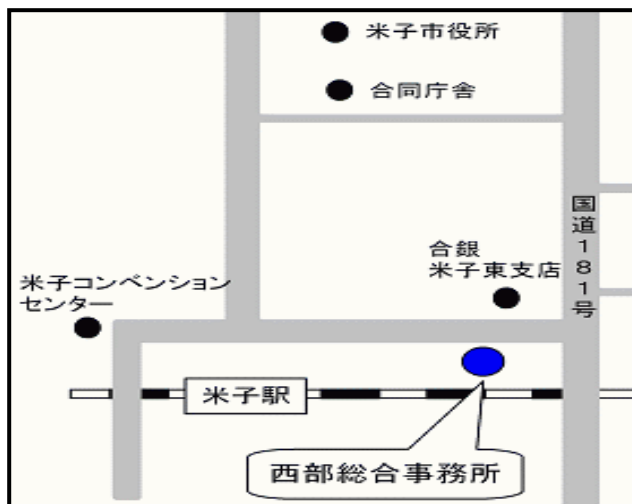 米子市役所
合同庁舎
国道181号
合銀
米子東支店
米子コンベンション
センター
米子駅
西部総合事務所